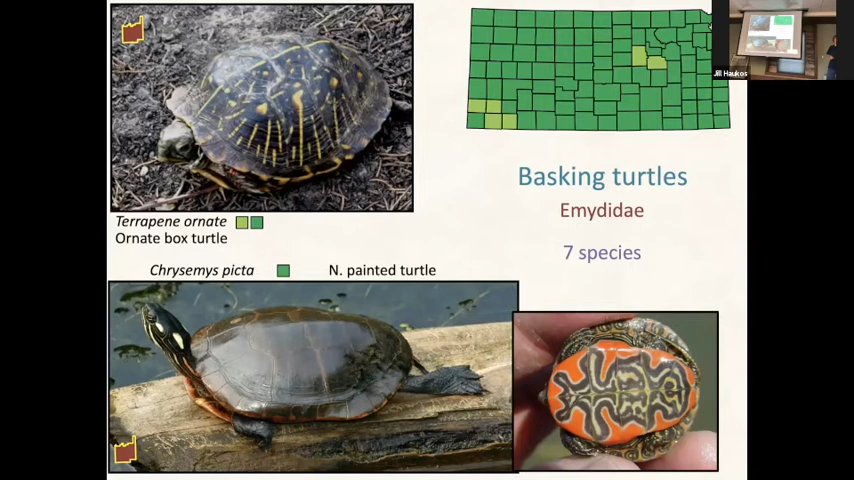 Jill Haukos
Basking turtles
Emydidae
7 species
Terrapene ornate
Ornate box turtle
Chrysemys picta N. painted turtle